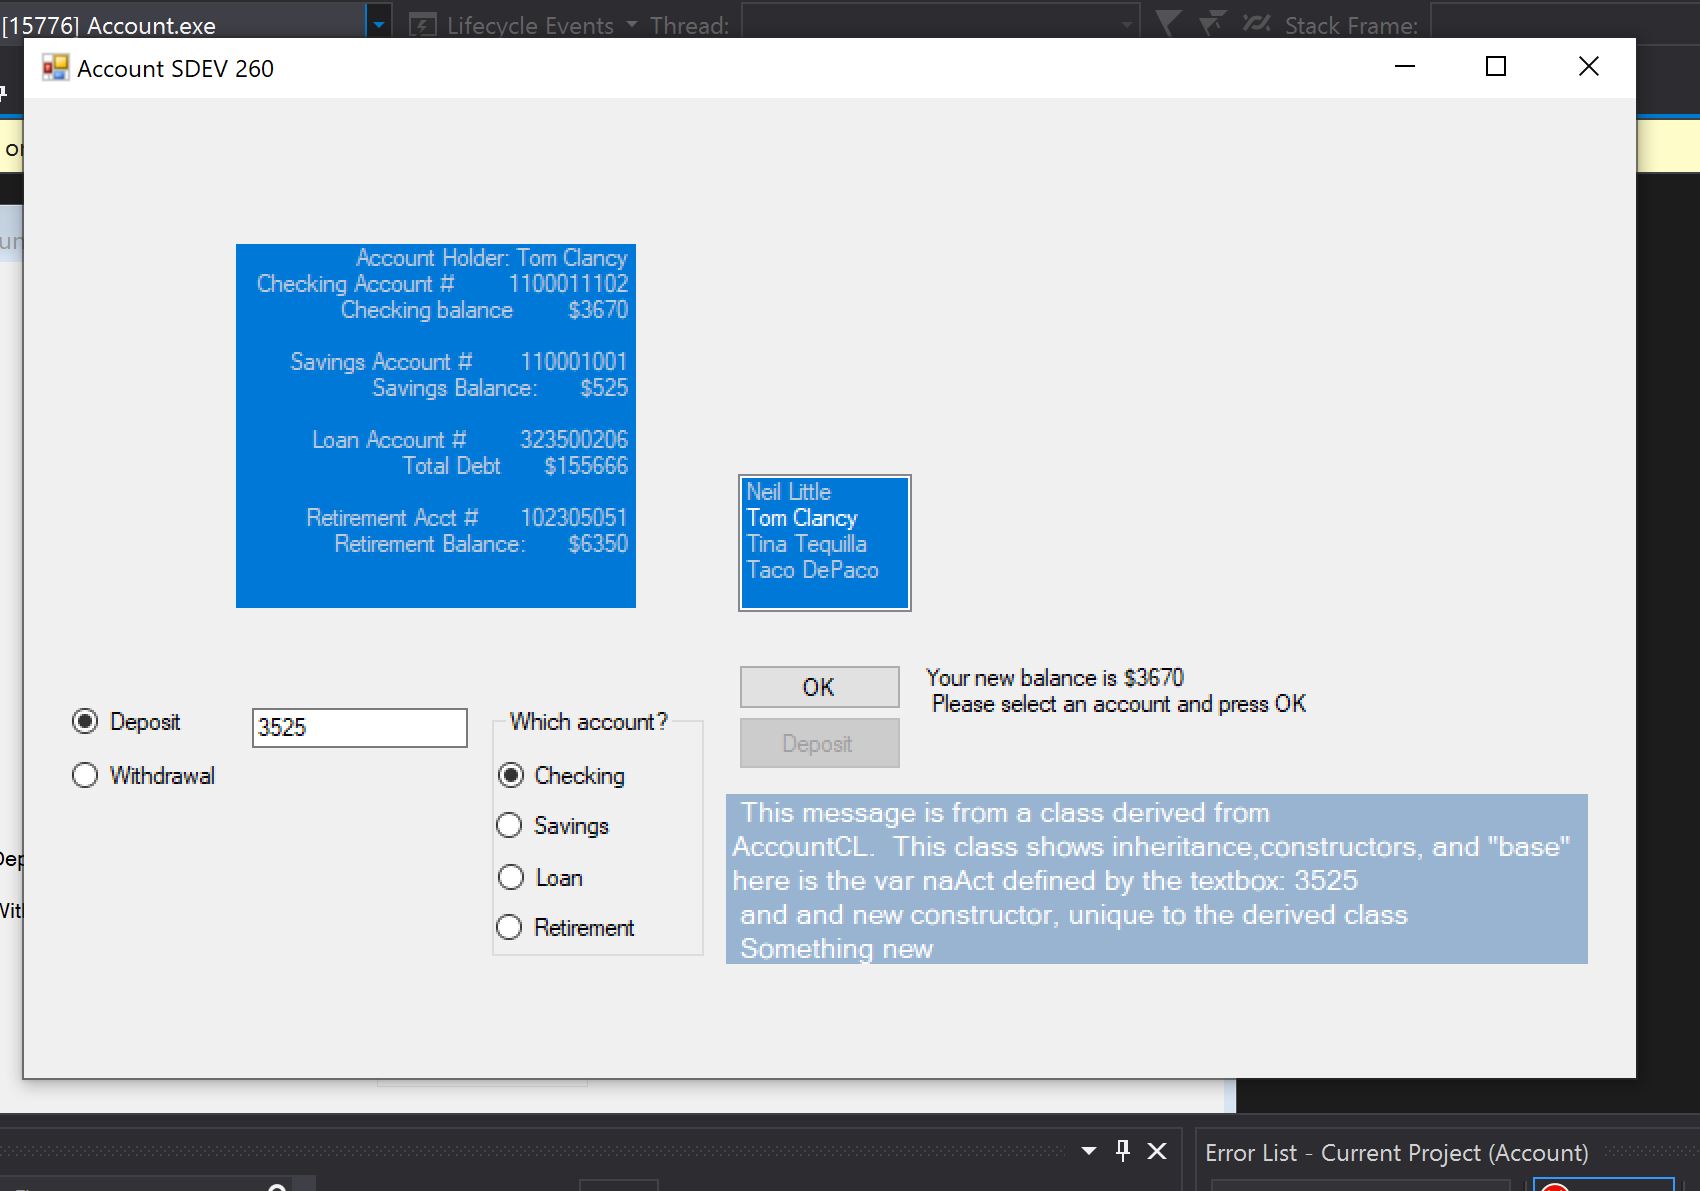 [15776] Account.exe
Lifecycle Events
Thread:
Stack Frame:
Account SDEV 260
Account Holder: Tom Clancy
Checking Account # 1100011102
Checking balance $3670
Savings Account # 110001001
Savings Balance: $525
Loan Account # 323500206
Total Debt $155666
Retirement Acct # 102305051
Retirement Balance: $6350
Neil Little
Tom Clancy
Tina Tequilla
Taco DePaco
OK
Your new balance is $3670
Please select an account and press OK
Deposit
Deposit
3525
Which account?
Withdrawal
Checking
Savings
Loan
Retirement
This message is from a class derived from
AccountCL. This class shows inheritance,constructors, and "base"
here is the var naAct defined by the textbox: 3525
and and new constructor, unique to the derived class
Something new
Error List - Current Project (Account)